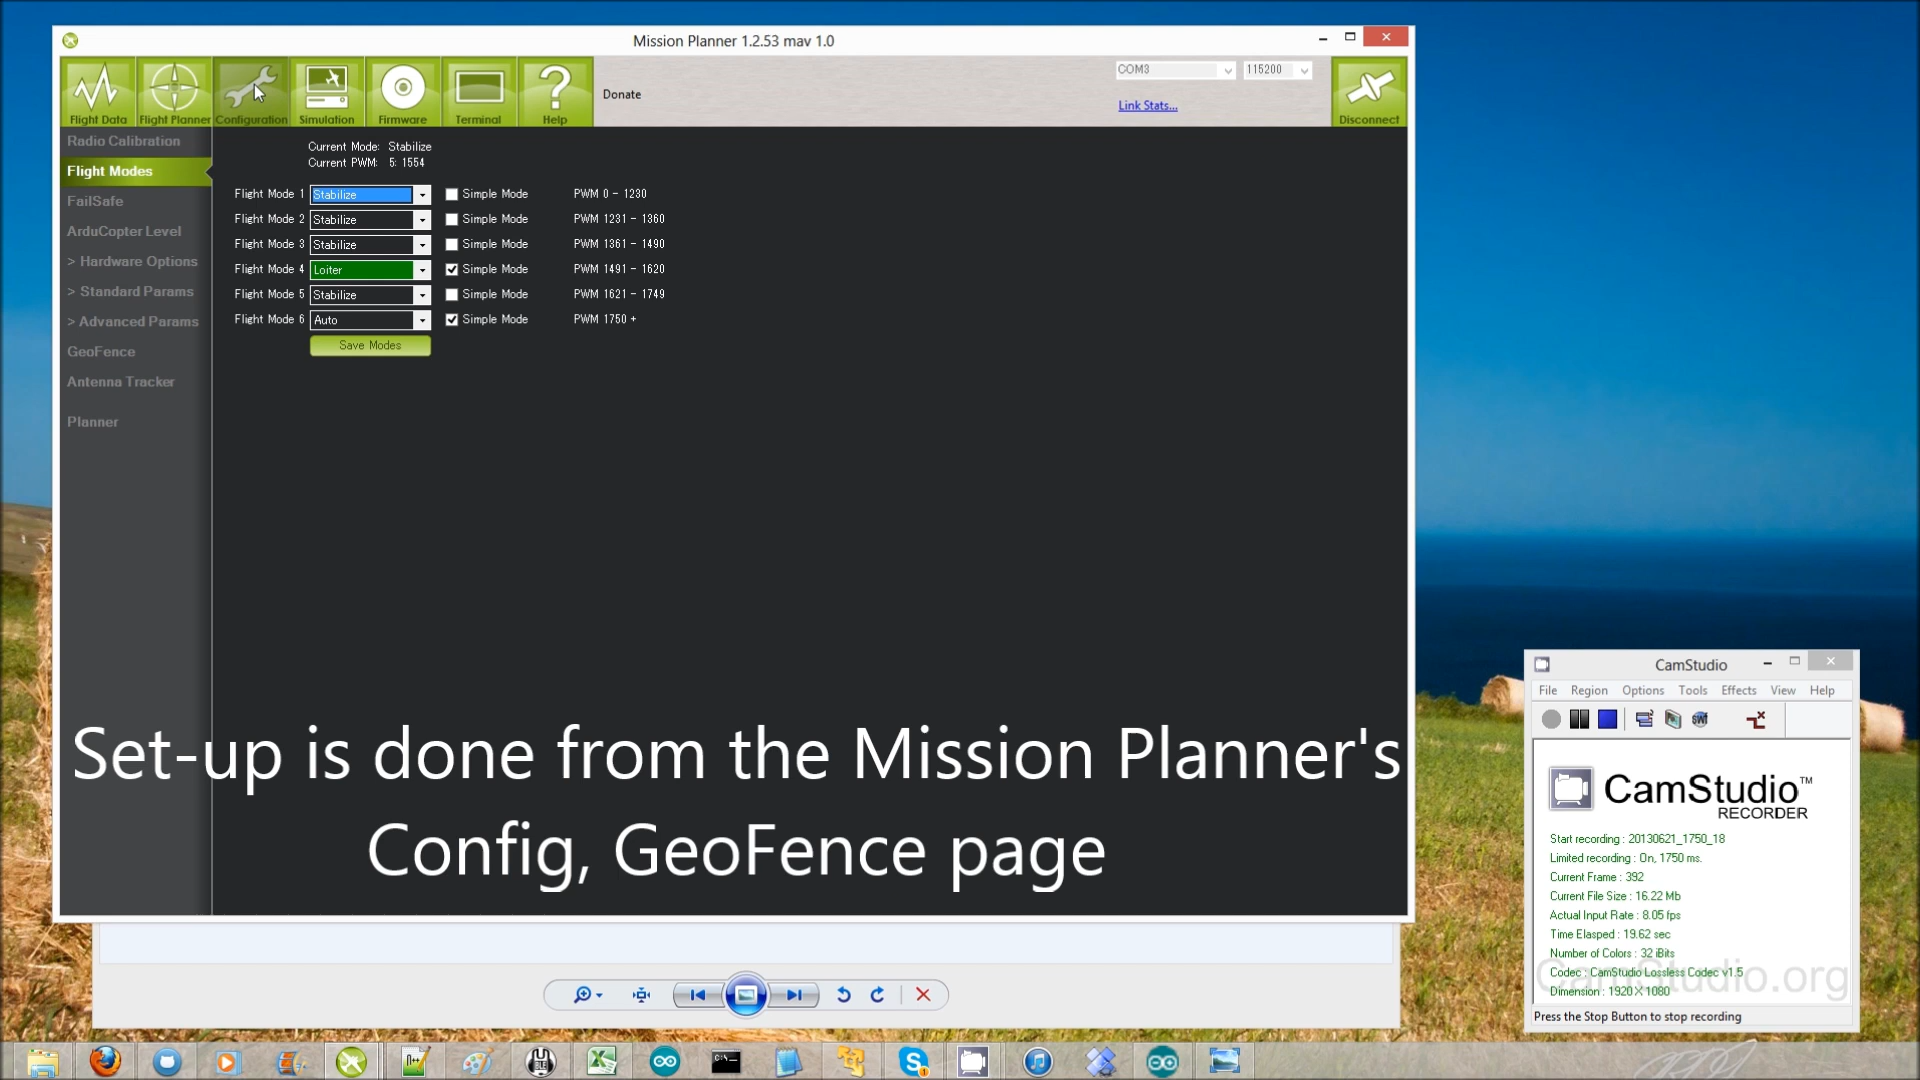 Mission Planner 1.2.53 mav 1.0
Flight Data
Flight Planner
Configuration
Simulation
Firmware
Terminal
Help
Donate
COM3
115200
Link Stats...
Disconnect
Radio Calibration
Flight Modes
FailSafe
ArduCopter Level
> Hardware Options
> Standard Params
> Advanced Params
GeoFence
Antenna Tracker
Planner
Current Mode: Stabilize
Current PWM: 5: 1554
Flight Mode 1 Stabilize Simple Mode PWM 0 - 1230
Flight Mode 2 Stabilize Simple Mode PWM 1231 - 1360
Flight Mode 3 Stabilize Simple Mode PWM 1361 - 1490
Flight Mode 4 Loiter Simple Mode PWM 1491 - 1620
Flight Mode 5 Stabilize Simple Mode PWM 1621 - 1749
Flight Mode 6 Auto Simple Mode PWM 1750 +
Save Modes
Set-up is done from the Mission Planner's
Config, GeoFence page
CamStudio
File Region Options Tools Effects View Help
SWF
CamStudio™
RECORDER
Start recording : 20130621_1750_18
Limited recording : On, 1750 ms.
Current Frame : 392
Current File Size : 16.22 Mb
Actual Input Rate : 8.05 fps
Time Elasped : 19.62 sec
Number of Colors : 32 iBits
Codec : CamStudio Lossless Codec v1.5
Dimension : 1920 X 1080
CamStudio.org
Press the Stop Button to stop recording